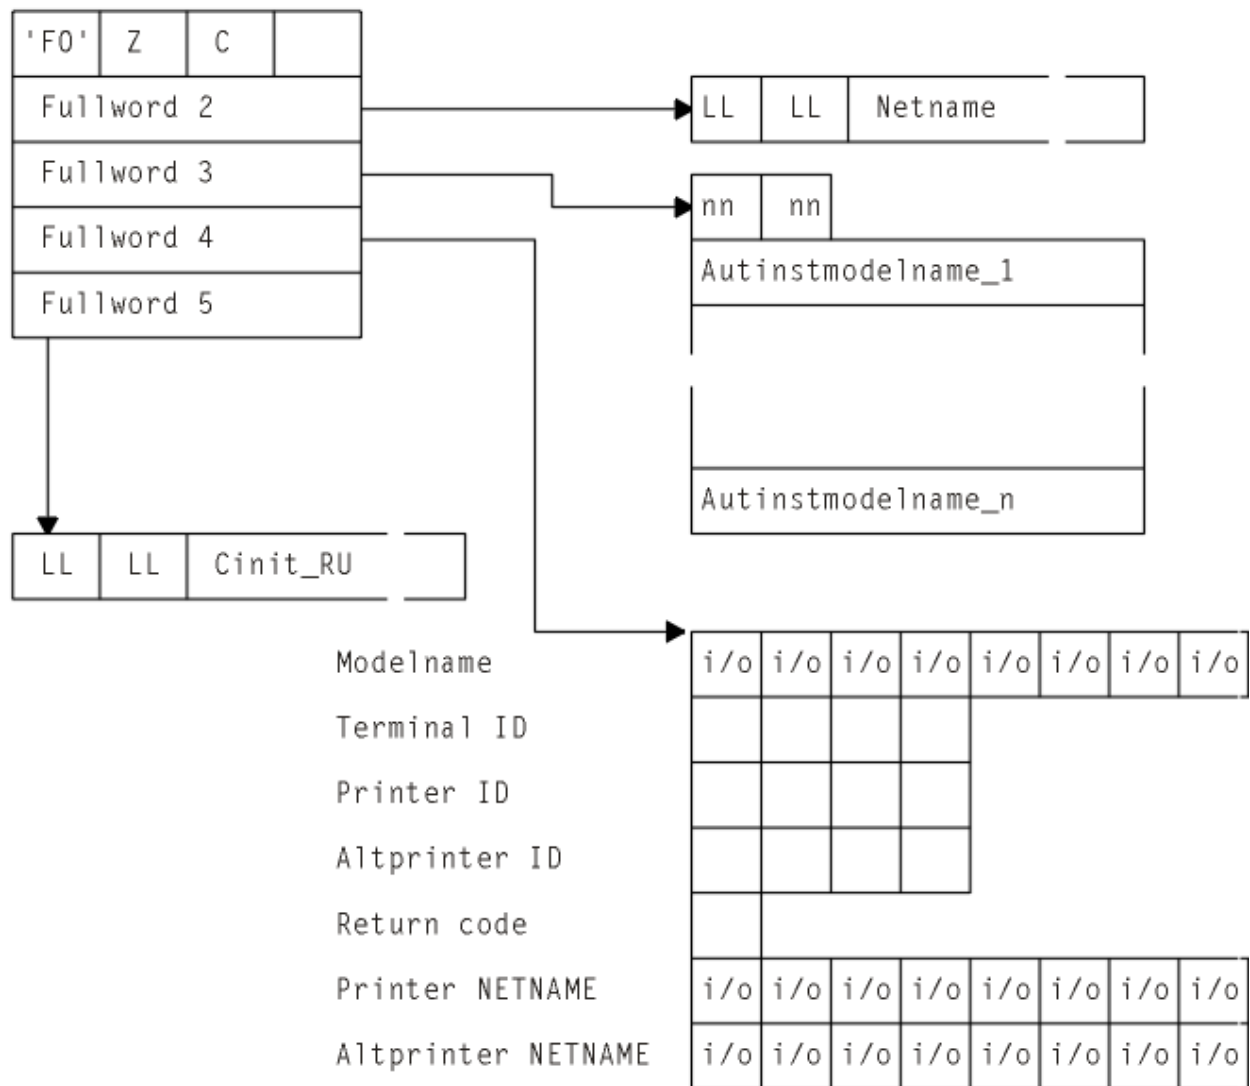 'F0' Z C
Fullword 2
LL LL Netname
Fullword 3
nn nn
Fullword 4
Autinstmodelname_1
Fullword 5
Autinstmodelname_n
LL LL Cinit_RU
Modelname i/o i/o i/o i/o i/o i/o i/o i/o
Terminal ID
Printer ID
Altprinter ID
Return code
Printer NETNAME i/o i/o i/o i/o i/o i/o i/o i/o
Altprinter NETNAME i/o i/o i/o i/o i/o i/o i/o i/o